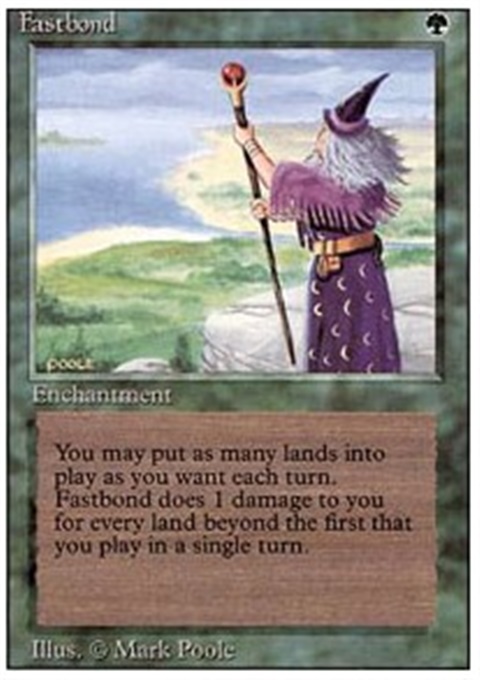 Fastbond
POOLE
Enchantment
You may put as many lands into
play as you want each turn.
Fastbond does 1 damage to you
for every land beyond the first that
you play in a single turn.
Illus. © Mark Poole